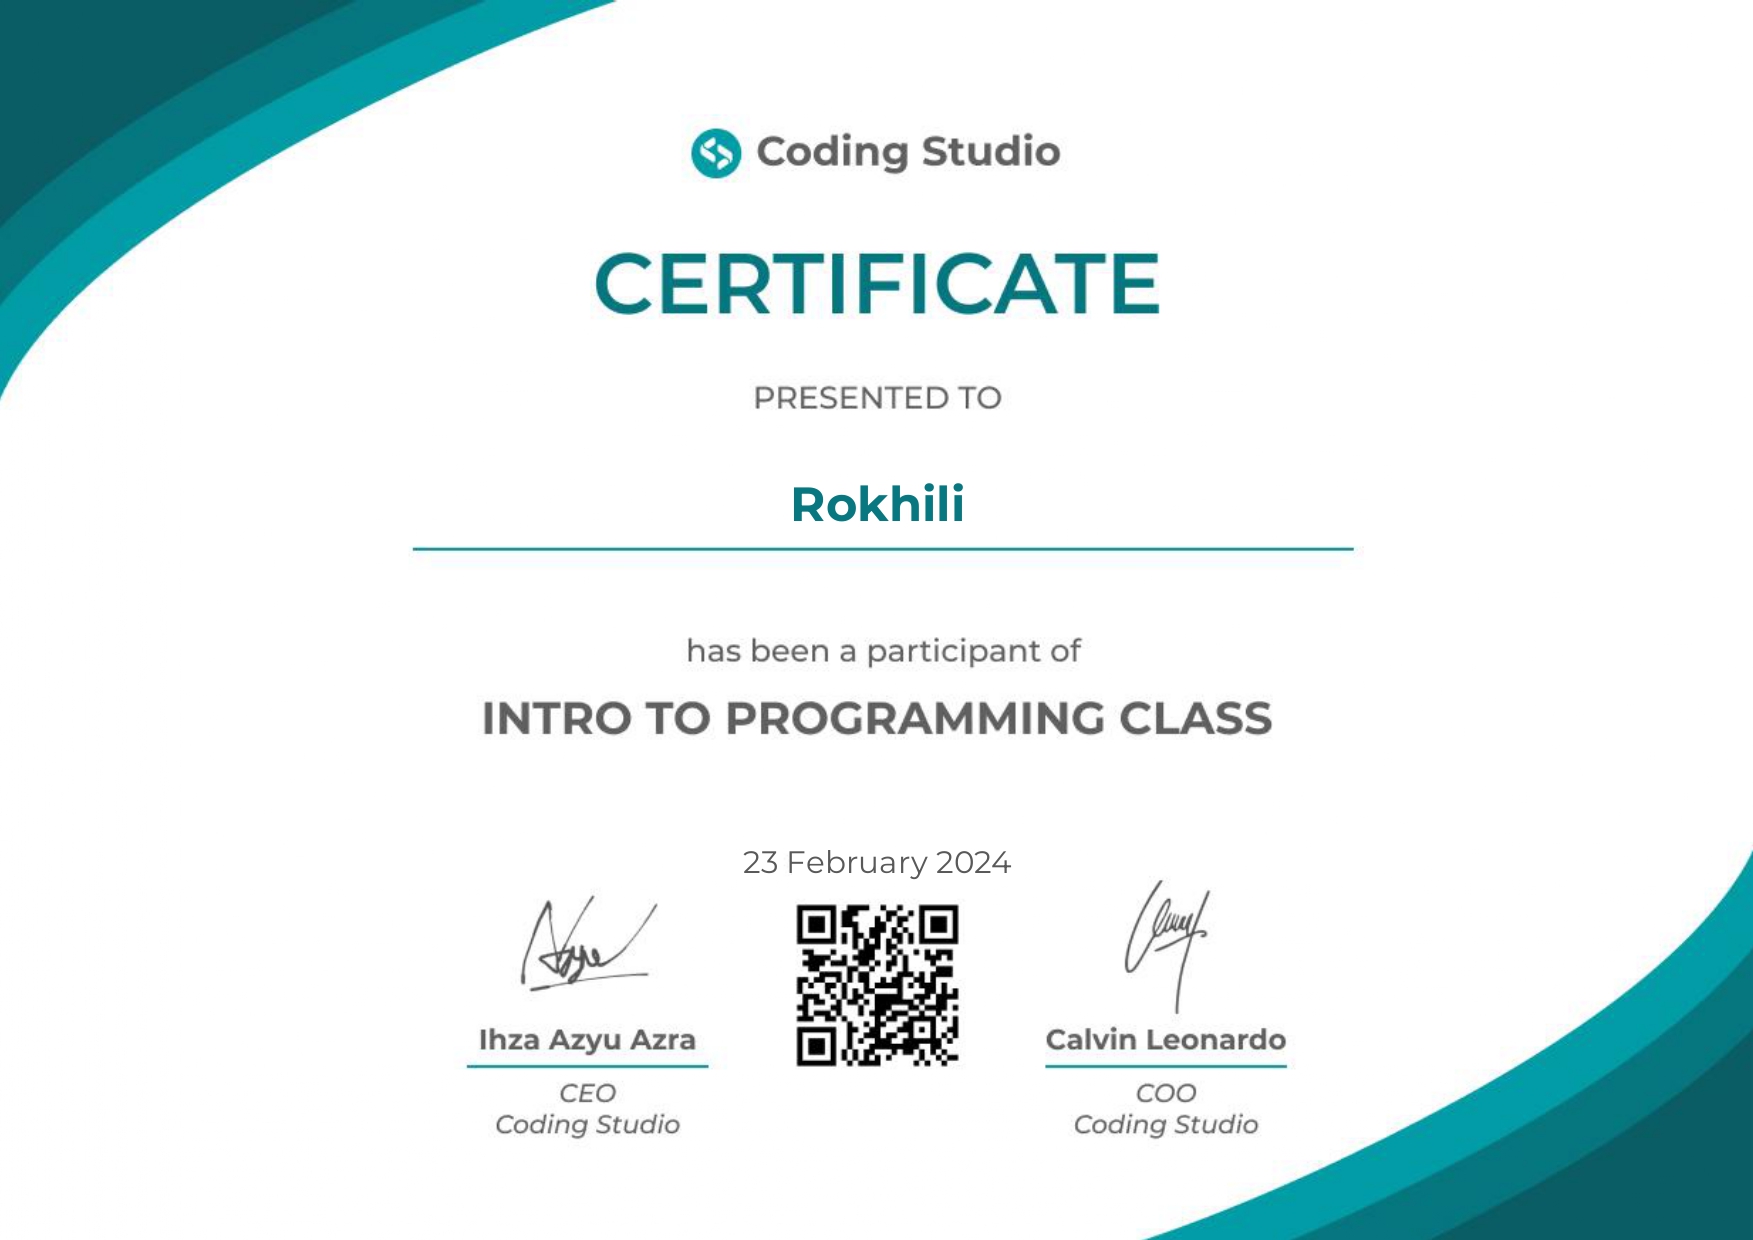 Coding Studio
CERTIFICATE
PRESENTED TO
Rokhili
has been a participant of
INTRO TO PROGRAMMING CLASS
23 February 2024
Ihza Azyu Azra
CEO
Coding Studio
Calvin Leonardo
COO
Coding Studio